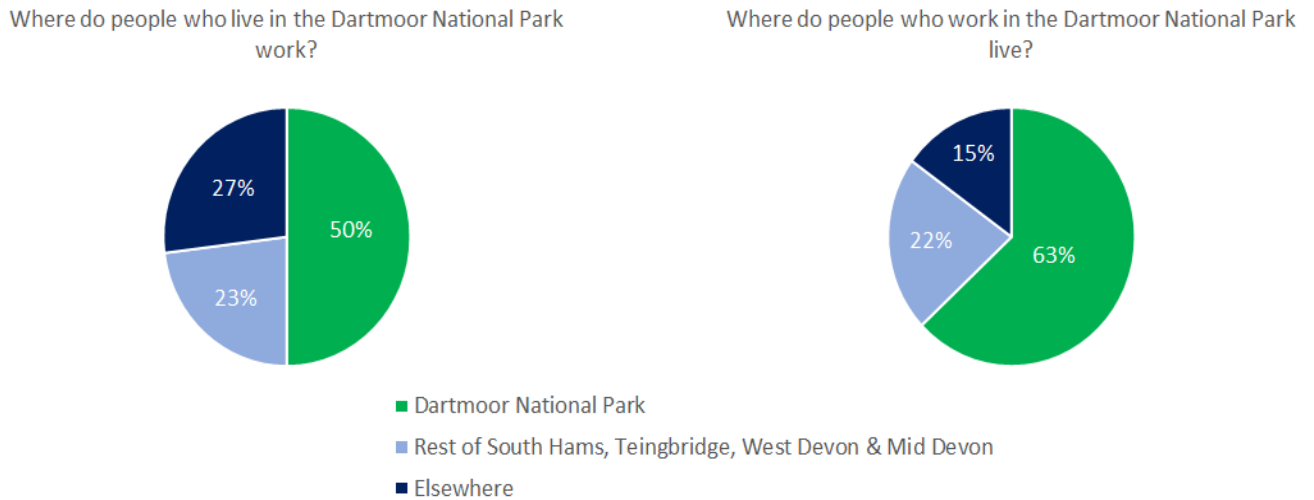 Where do people who live in the Dartmoor National Park
work?
Where do people who work in the Dartmoor National Park
live?
27%
50%
23%
15%
22%
63%
Dartmoor National Park
Rest of South Hams, Teingbridge, West Devon & Mid Devon
Elsewhere